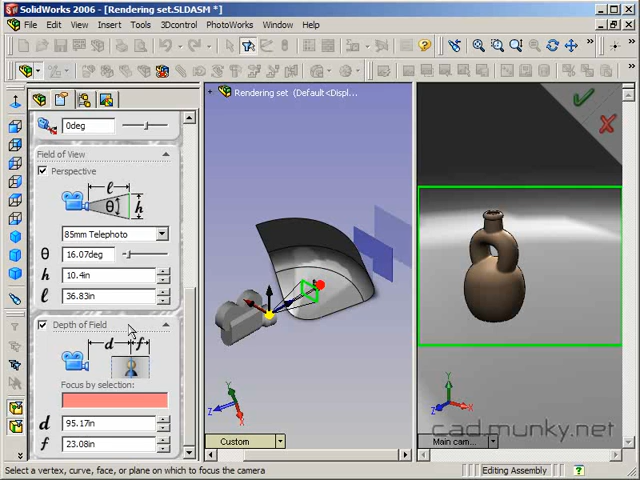 SolidWorks 2006 - [Rendering set.SLDASM *]
File Edit View Insert Tools 3Dcontrol PhotoWorks Window Help
0deg
Field of View
Perspective
ℓ
θ
h
85mm Telephoto
θ 16.07deg
h 10.4in
ℓ 36.83in
Depth of Field
d f
Focus by selection:
d 95.17in
f 23.08in
Rendering set (Default<Displ...
Y
Z
X
Custom
Y
Z
X
Main cam...
cad.munky.net
Select a vertex, curve, face, or plane on which to focus the camera
Editing Assembly